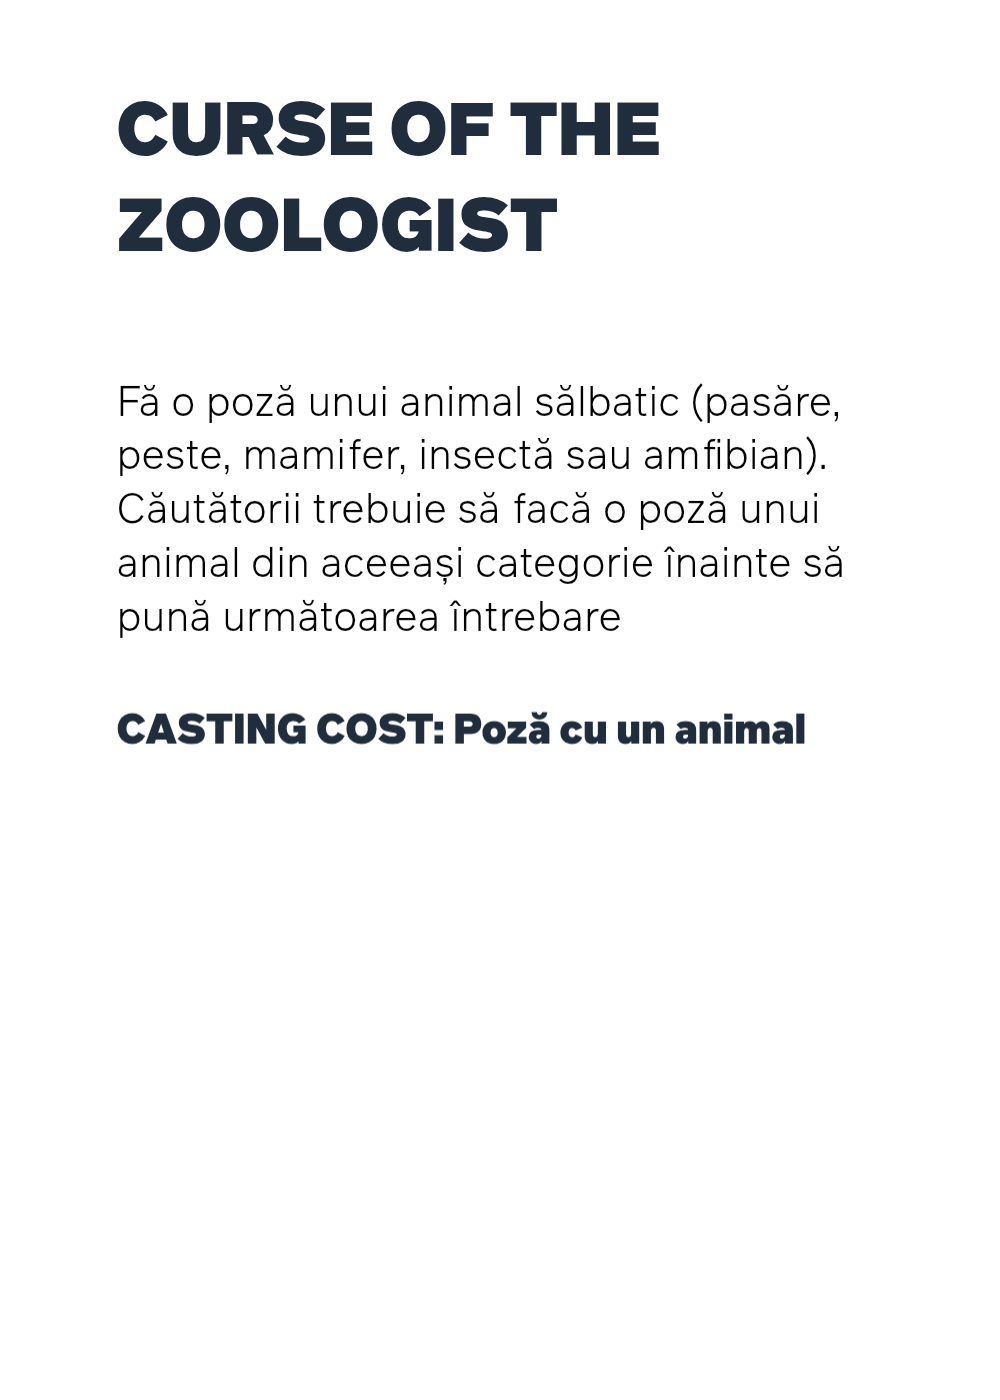 CURSE OF THE
ZOOLOGIST
Fă o poză unui animal sălbatic (pasăre,
peste, mamifer, insectă sau amfibian).
Căutătorii trebuie să facă o poză unui
animal din aceeași categorie înainte să
pună următoarea întrebare
CASTING COST: Poză cu un animal